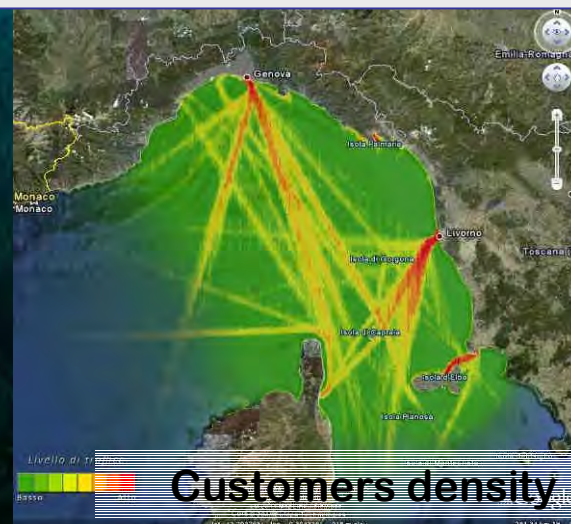 N
Emilia-Romagna
Genova
Isola Palmaria
Monaco
Monaco
Livorno
Isola di Gorgona
Toscana
Isola di Capraia
Isola d'Elba
Isola Pianosa
Livello di traffico
Basso
Alto
Customers density